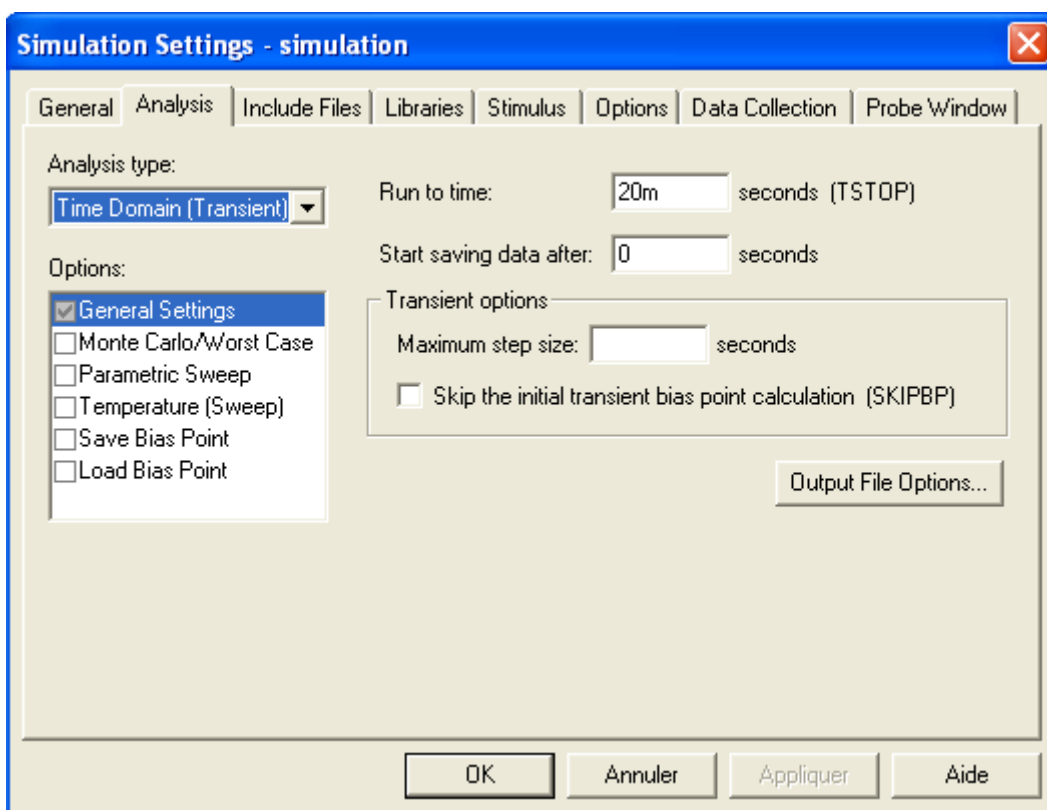 Simulation Settings - simulation
General Analysis Include Files Libraries Stimulus Options Data Collection Probe Window
Analysis type:
Time Domain (Transient)
Options:
General Settings
Monte Carlo/Worst Case
Parametric Sweep
Temperature (Sweep)
Save Bias Point
Load Bias Point
Run to time: 20m seconds (TSTOP)
Start saving data after: 0 seconds
Transient options
Maximum step size: seconds
Skip the initial transient bias point calculation (SKIPBP)
Output File Options...
OK Annuler Appliquer Aide